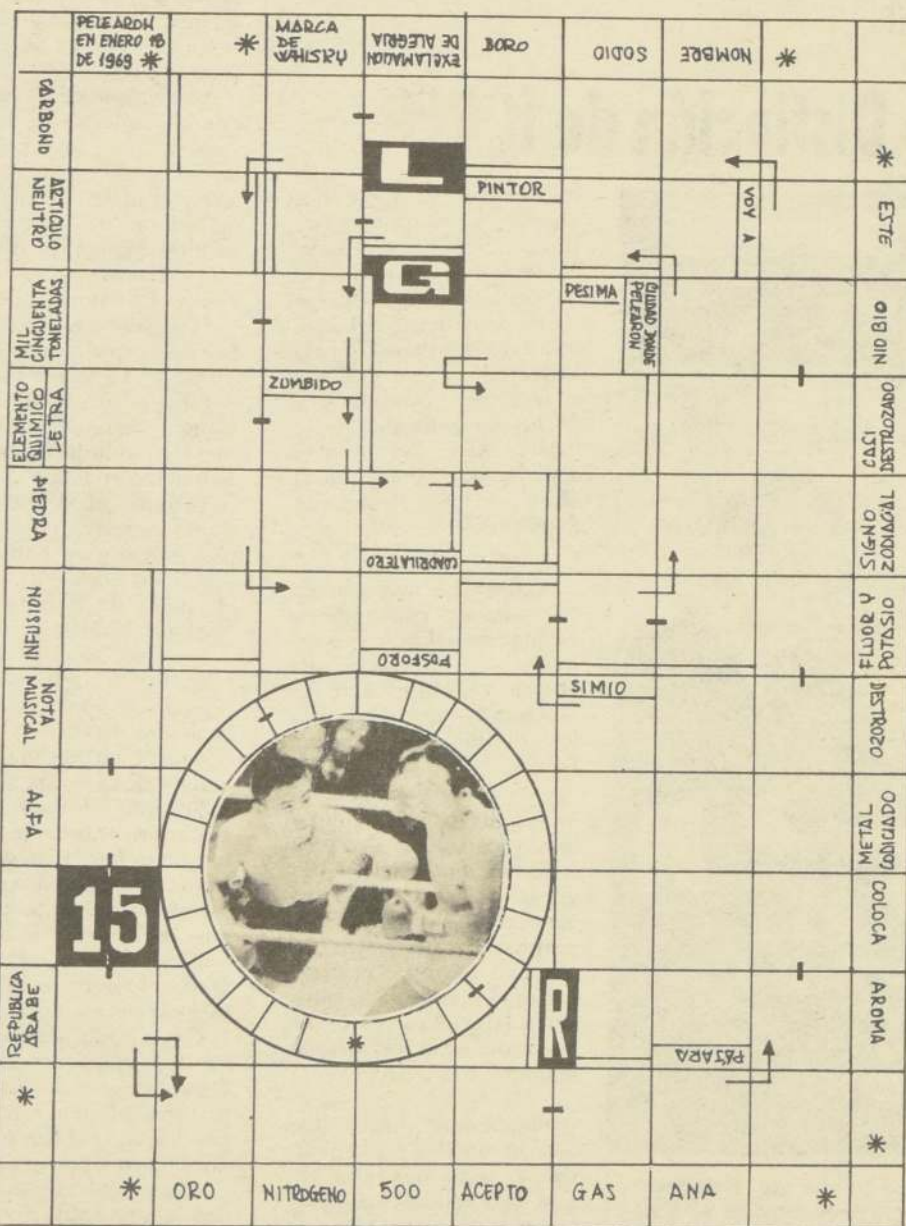 PELEARON
EN ENERO 18
DE 1969 *
*
MARCA
DE
WHISKY
EXCLAMACION
DE ALEGRIA
BORO
SODIO
NOMBRE
*
CARBONO
L
*
ARTICULO
NEUTRO
PINTOR
VOY A
ESTE
MIL
CINCUENTA
TONELADAS
G
PESIMA
CIUDAD DONDE
PELEARON
NIOBIO
ELEMENTO
QUIMICO
LETRA
ZUMBIDO
CASI
DESTROZADO
PIEDRA
CUADRILATERO
SIGNO
ZODIACAL
INFUSION
FOSFORO
FLUOR Y
POTASIO
NOTA
MUSICAL
SIMIO
DESTROZO
ALFA
METAL
CODICIADO
15
COLOCA
REPUBLICA
ARABE
*
R
PAJARA
AROMA
*
*
*
ORO
NITROGENO
500
ACEPTO
GAS
ANA
*